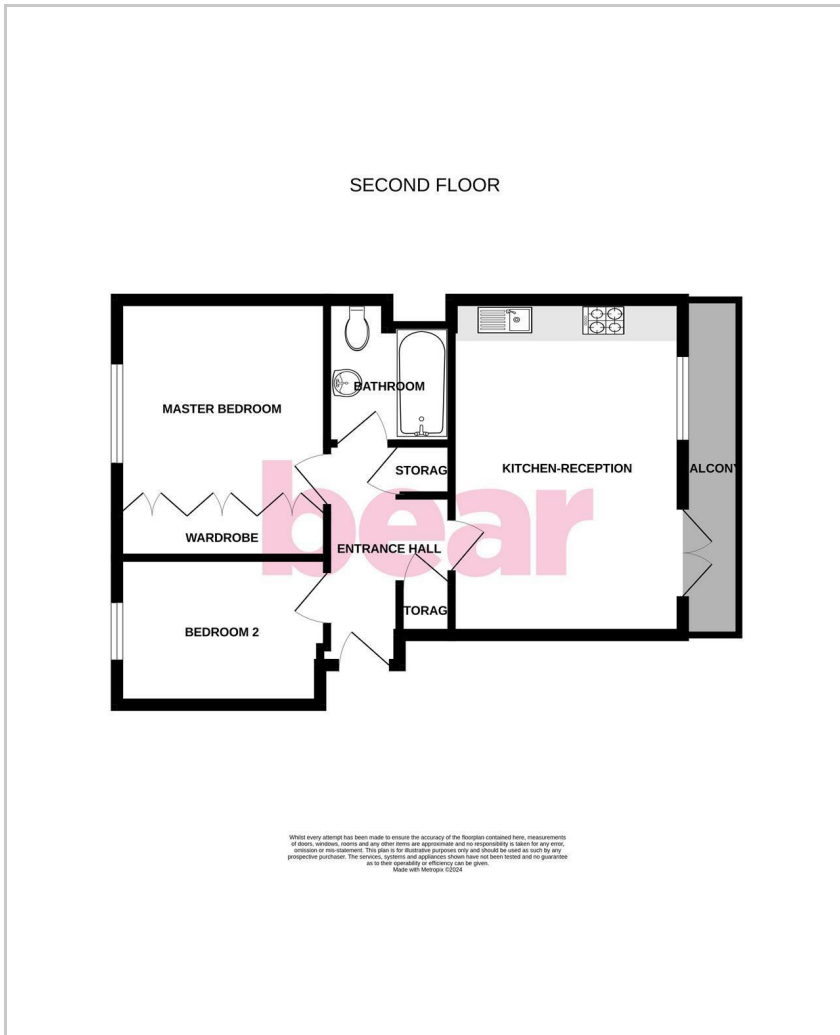 SECOND FLOOR
BATHROOM
MASTER BEDROOM
STORAG
KITCHEN-RECEPTION
ALCONY
bear
WARDROBE
ENTRANCE HALL
TORAG
BEDROOM 2
Whilst every attempt has been made to ensure the accuracy of the floorplan contained here, measurements
of doors, windows, rooms and any other items are approximate and no responsibility is taken for any error,
omission or mis-statement. This plan is for illustrative purposes only and should be used as such by any
prospective purchaser. The services, systems and appliances shown have not been tested and no guarantee
as to their operability or efficiency can be given.
Made with Metropix ©2024